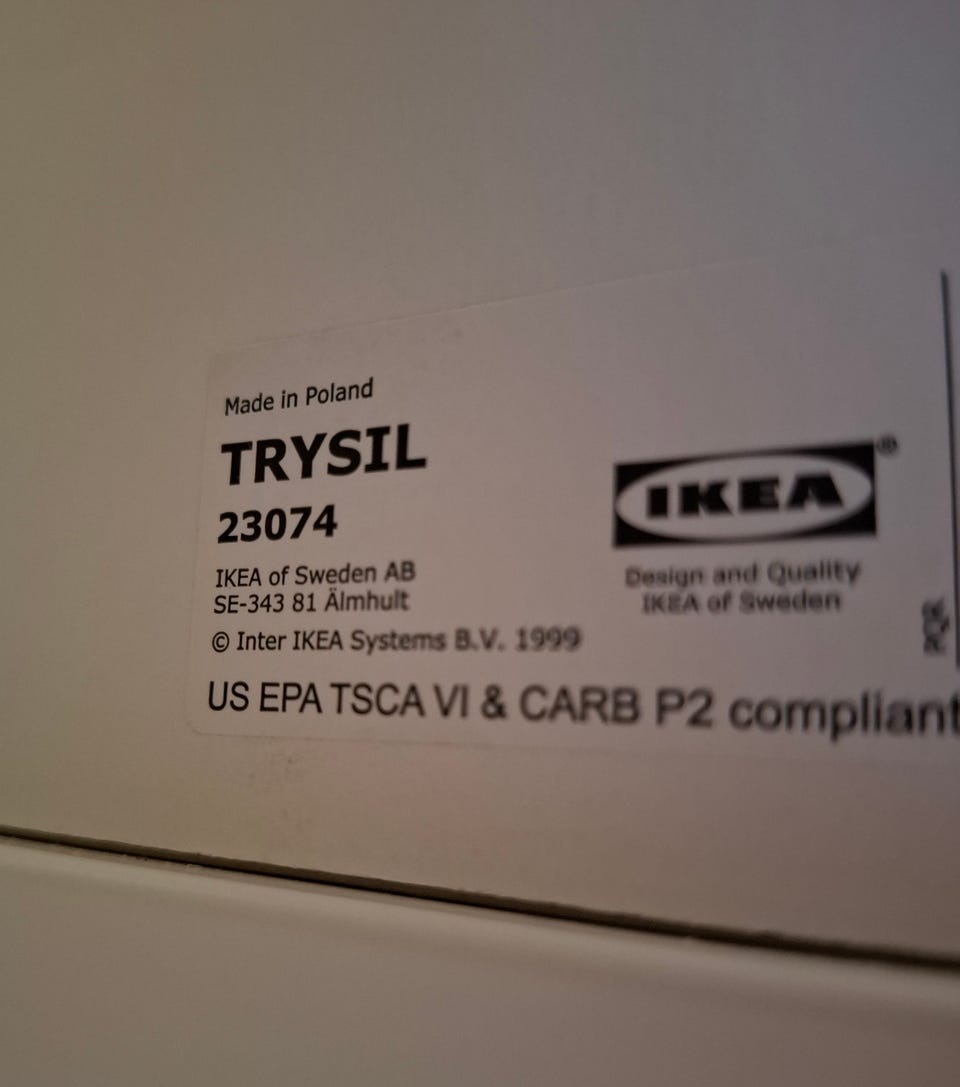 Made in Poland
TRYSIL
23074
IKEA of Sweden AB
SE-343 81 Älmhult
© Inter IKEA Systems B.V. 1999
US EPA TSCA VI & CARB P2 compliant
IKEA®
Design and Quality
IKEA of Sweden